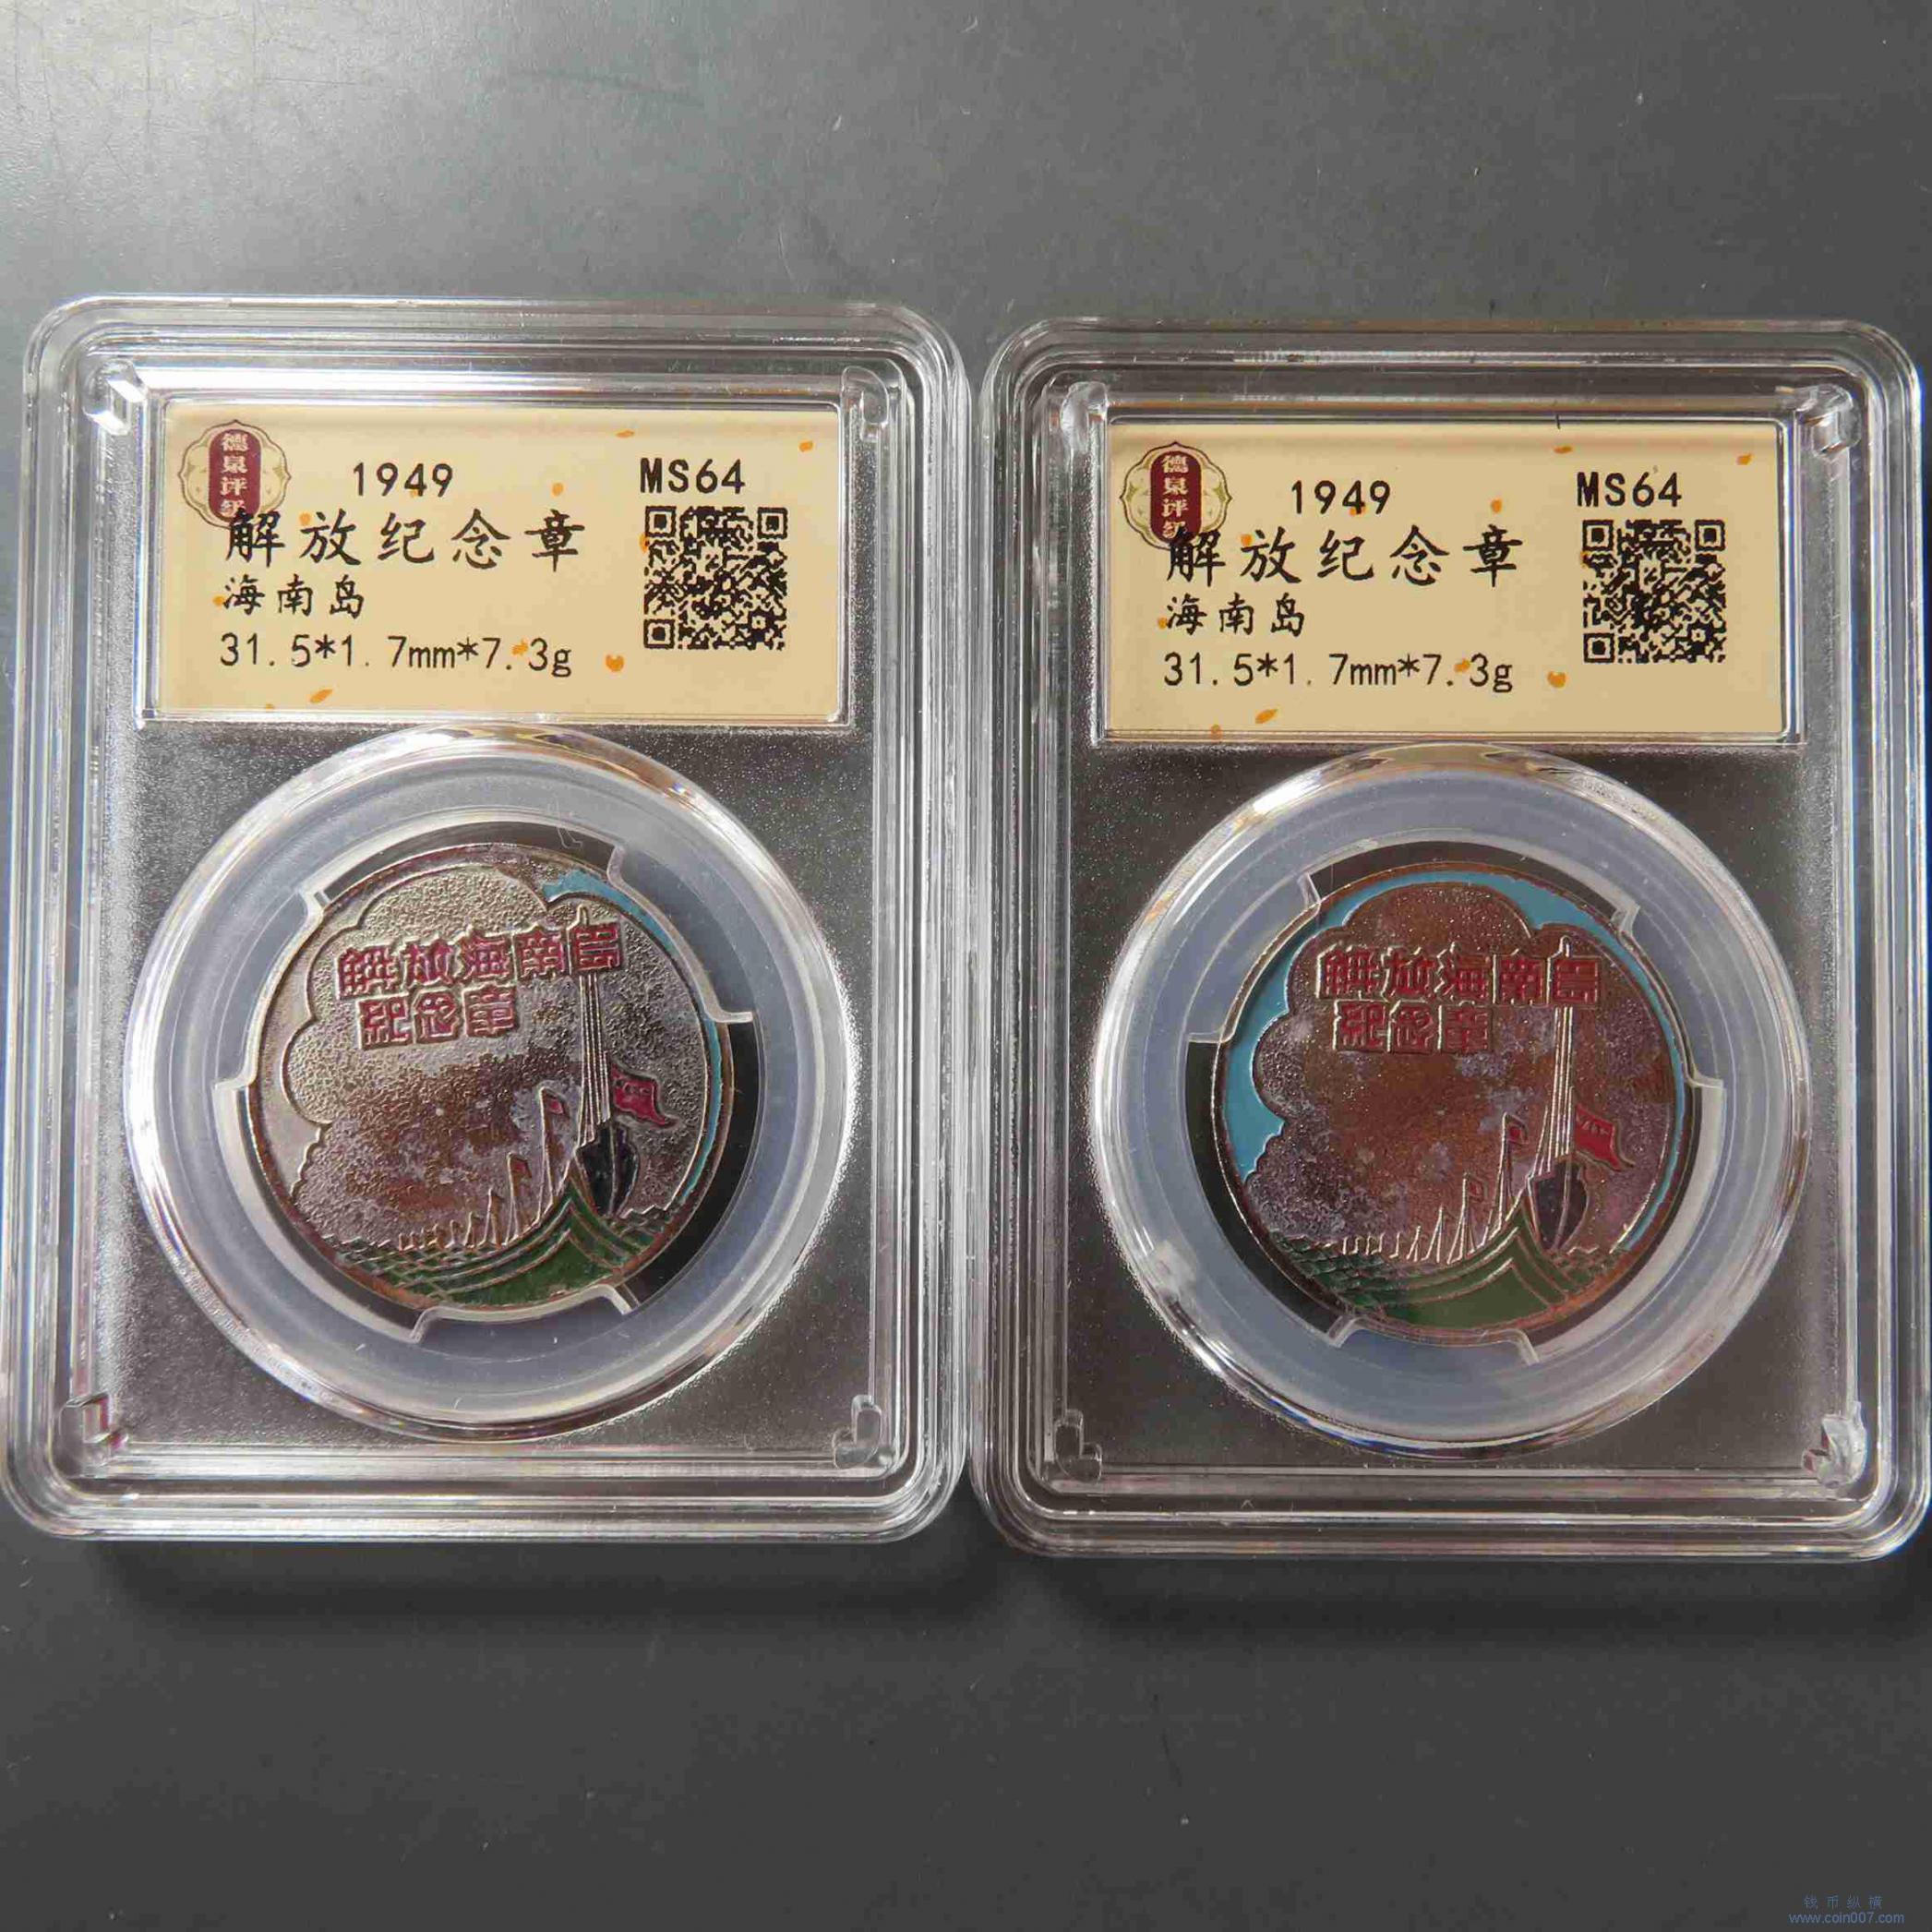 德泉评级
1949
MS64
解放纪念章
海南岛
31.5*1.7mm*7.3g
解放海南島
紀念章
德泉评级
1949
MS64
解放纪念章
海南岛
31.5*1.7mm*7.3g
解放海南島
紀念章
钱币纵横
www.coin007.com